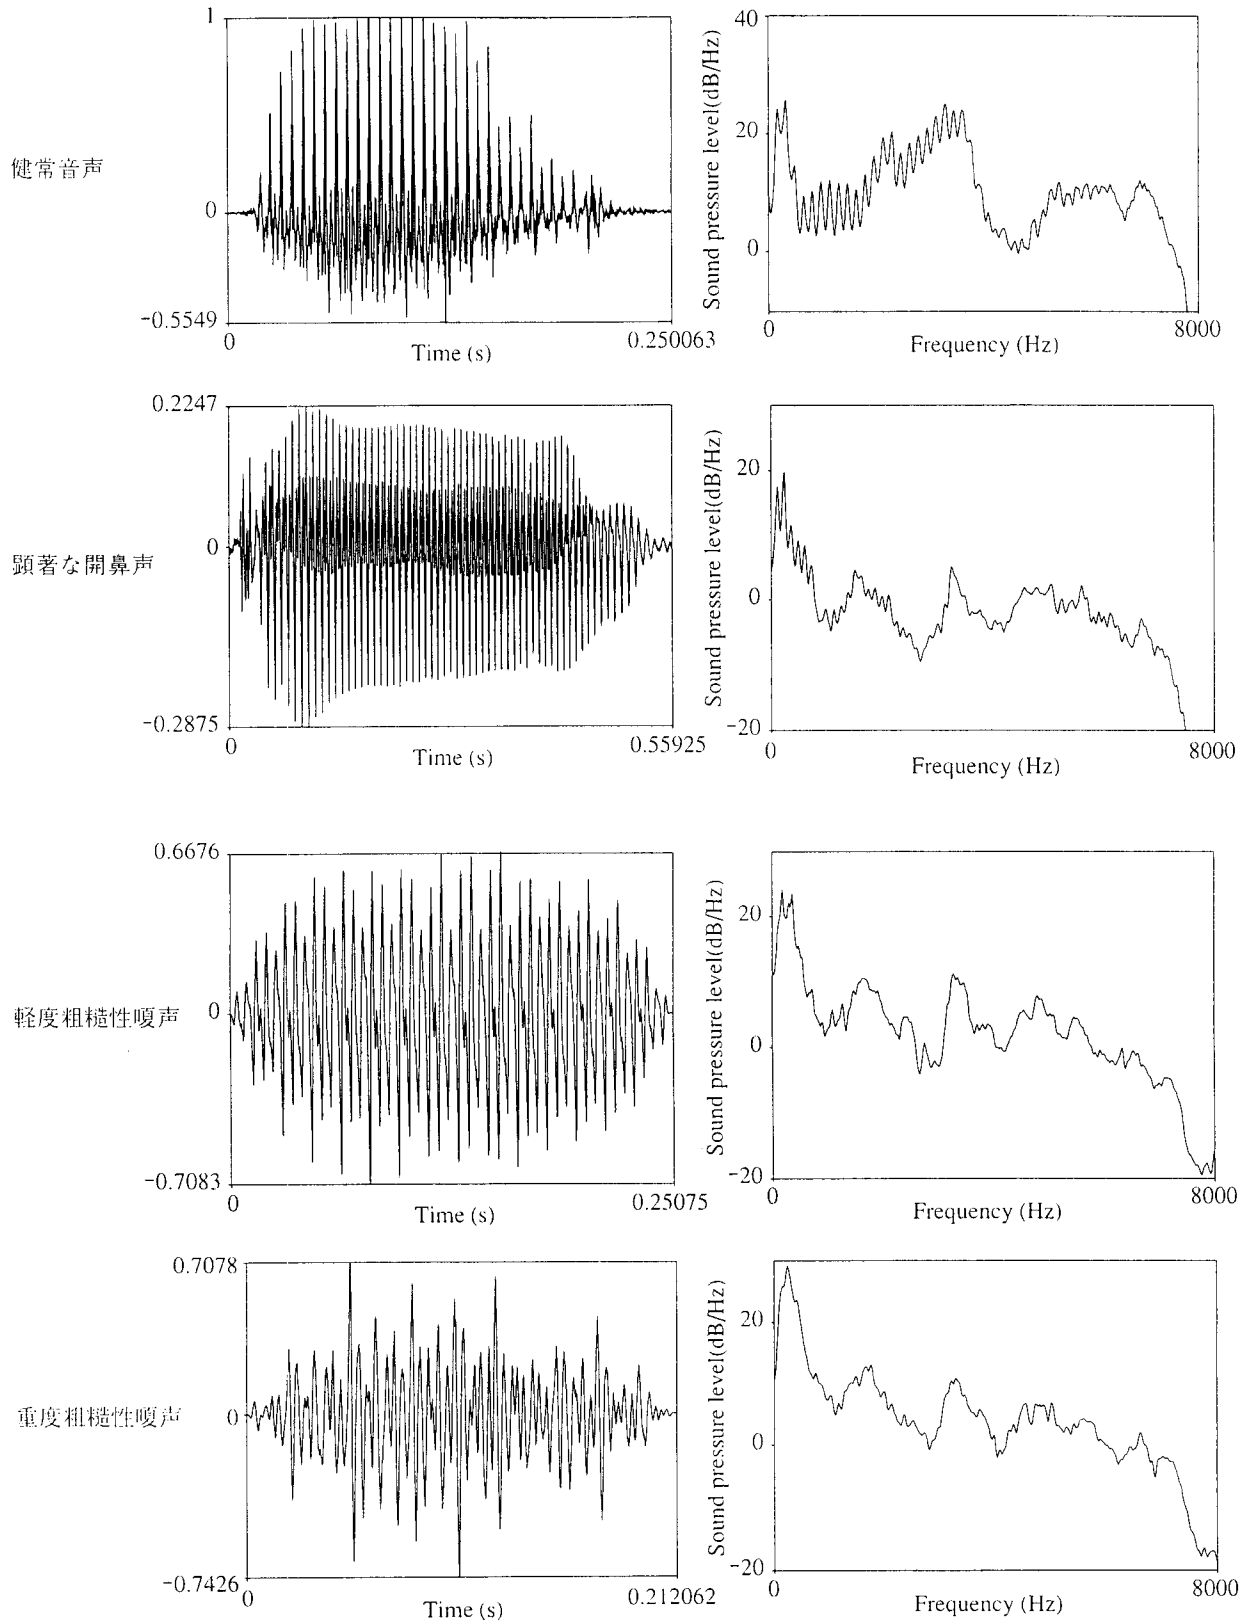 健常音声
1
0
-0.5549
0
0.250063
Time (s)
Sound pressure level(dB/Hz)
40
20
0
0
8000
Frequency (Hz)
顕著な開鼻声
0.2247
0
-0.2875
0
0.55925
Time (s)
Sound pressure level(dB/Hz)
20
0
-20
0
8000
Frequency (Hz)
軽度粗糙性嗄声
0.6676
0
-0.7083
0
0.25075
Time (s)
Sound pressure level(dB/Hz)
20
0
-20
0
8000
Frequency (Hz)
重度粗糙性嗄声
0.7078
0
-0.7426
0
0.212062
Time (s)
Sound pressure level(dB/Hz)
20
0
-20
0
8000
Frequency (Hz)